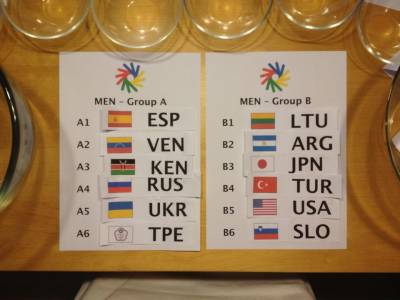 MEN – Group A
A1 ESP
A2 VEN
A3 KEN
A4 RUS
A5 UKR
A6 TPE
MEN – Group B
B1 LTU
B2 ARG
B3 JPN
B4 TUR
B5 USA
B6 SLO